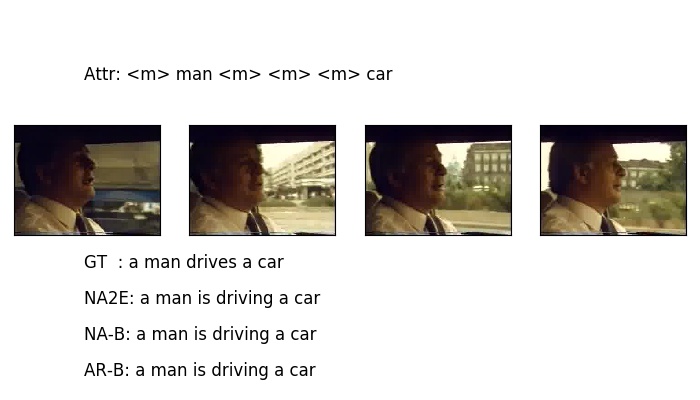 Attr: <m> man <m> <m> <m> car
GT  : a man drives a car
NA2E: a man is driving a car
NA-B: a man is driving a car
AR-B: a man is driving a car